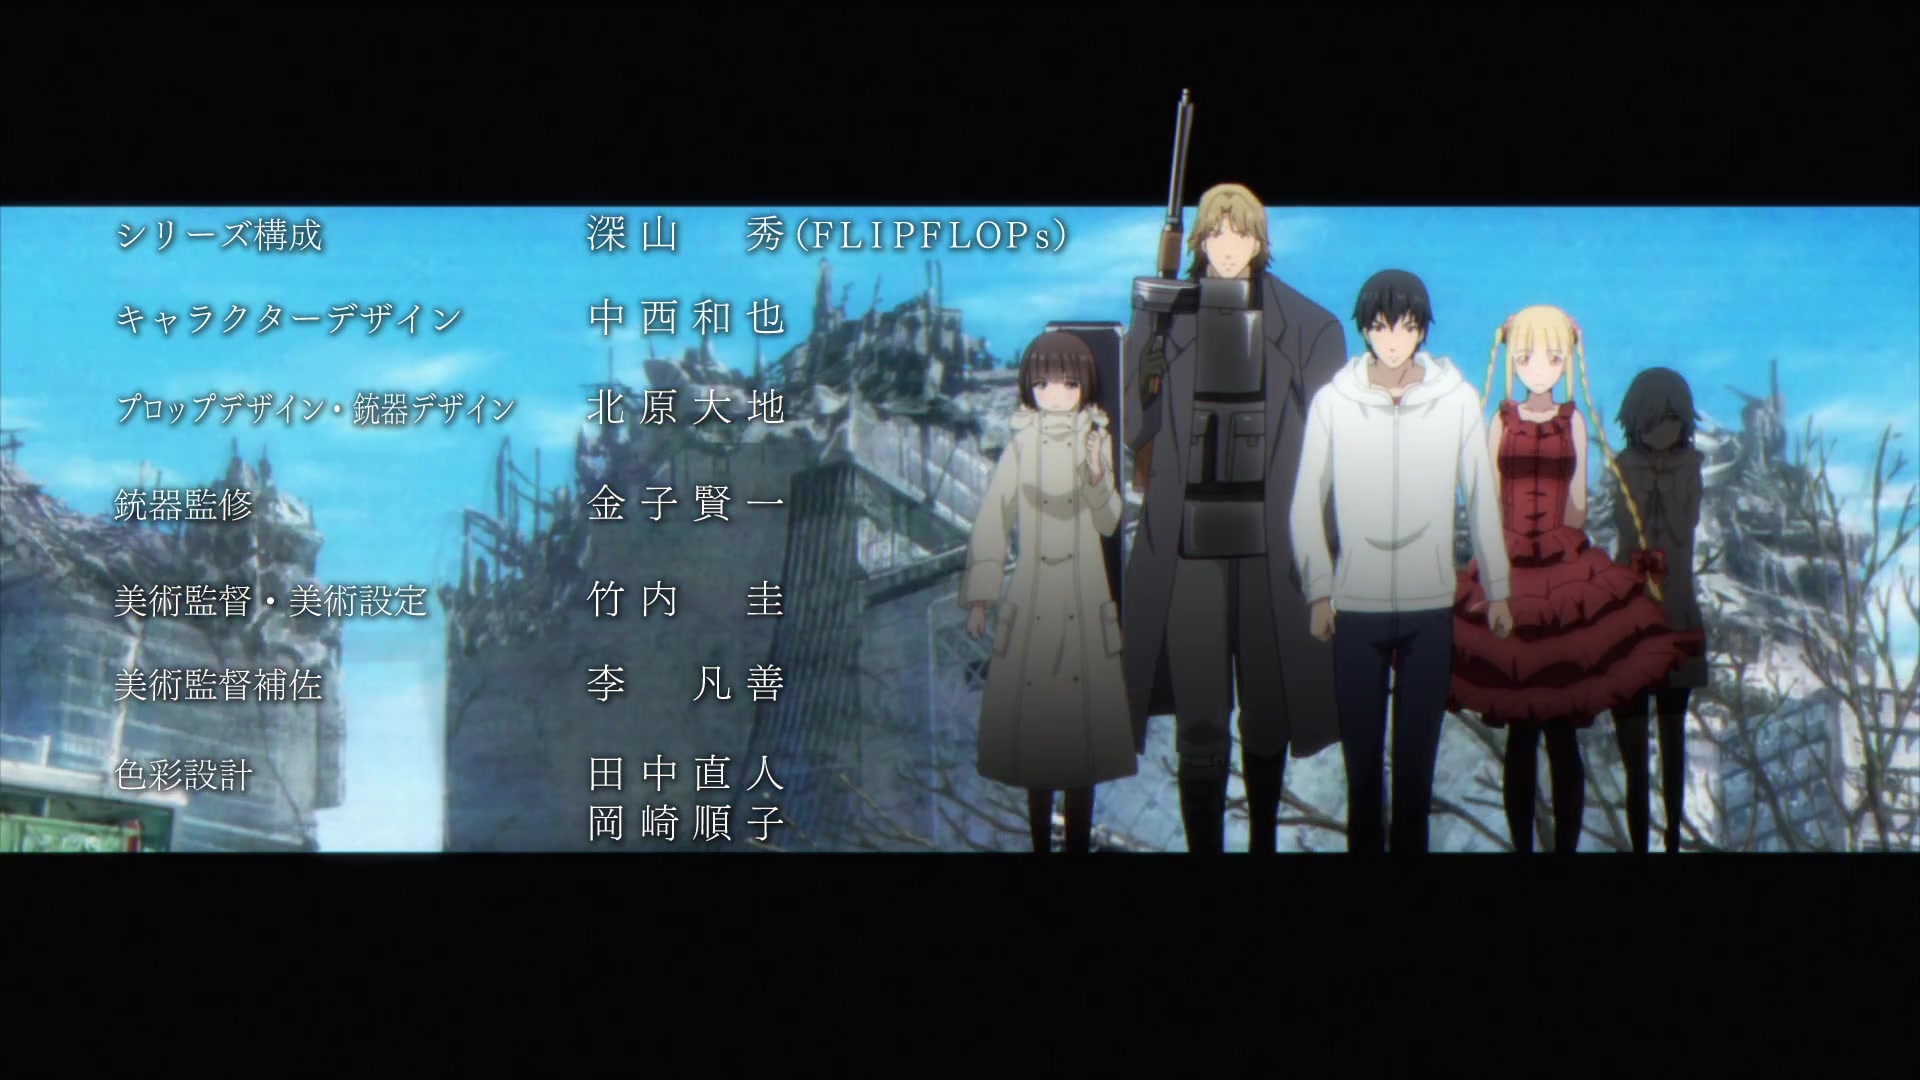 シリーズ構成 深山 秀(FLIPFLOPs)
キャラクターデザイン 中西和也
プロップデザイン・銃器デザイン 北原大地
銃器監修 金子賢一
美術監督・美術設定 竹内 圭
美術監督補佐 李 凡善
色彩設計 田中直人
岡崎順子